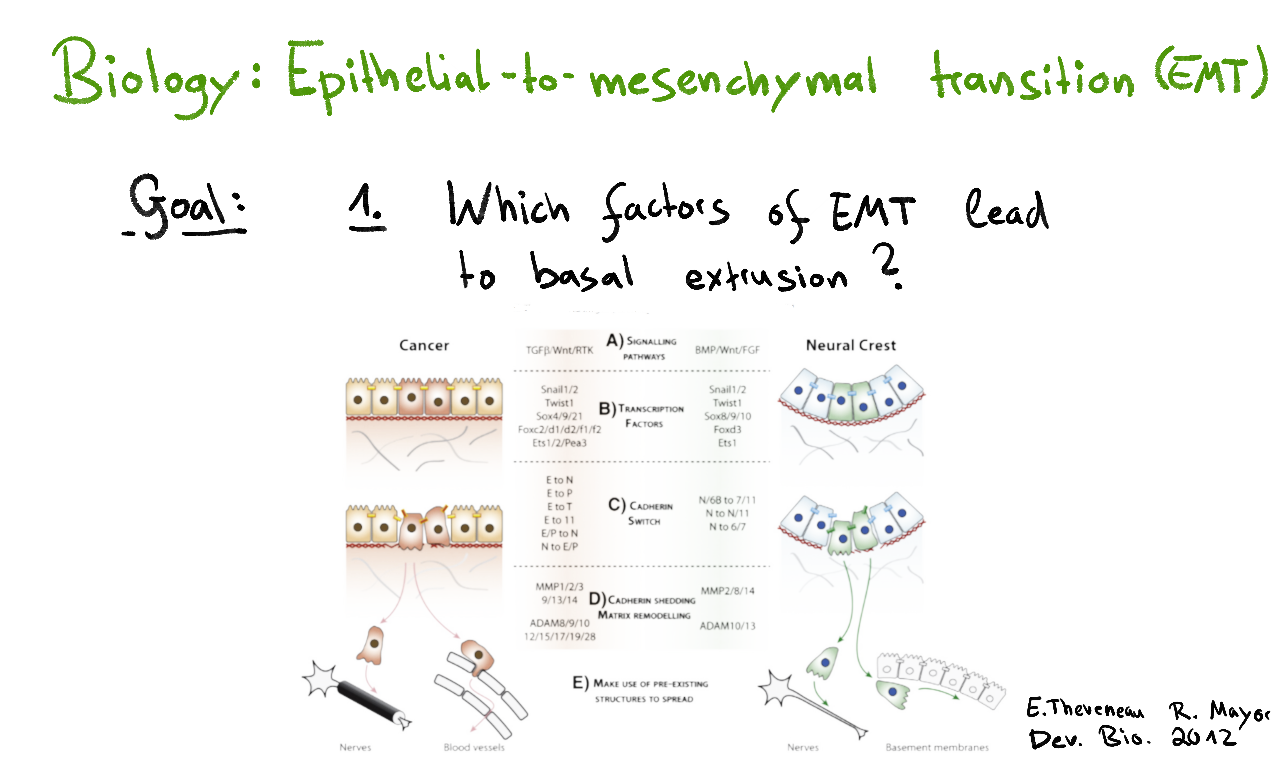 Biology: Epithelial-to-mesenchymal transition (EMT)
Goal: 1. Which factors of EMT lead
to basal extrusion?
Cancer
TGFβ/Wnt/RTK
A) SIGNALLING
PATHWAYS
BMP/Wnt/FGF
Neural Crest
Snail1/2
Twist1
Sox4/9/21
Foxc2/d1/d2/f1/f2
Ets1/2/Pea3
B) TRANSCRIPTION
FACTORS
Snail1/2
Twist1
Sox8/9/10
Foxd3
Ets1
E to N
E to P
E to T
E to 11
E/P to N
N to E/P
C) CADHERIN
SWITCH
N/6B to 7/11
N to N/11
N to 6/7
MMP1/2/3
9/13/14
ADAM8/9/10
12/15/17/19/28
D) CADHERIN SHEDDING
MATRIX REMODELLING
MMP2/8/14
ADAM10/13
E) MAKE USE OF PRE-EXISTING
STRUCTURES TO SPREAD
Nerves
Blood vessels
Nerves
Basement membranes
E. Theveneau R. Mayor
Dev. Bio. 2012